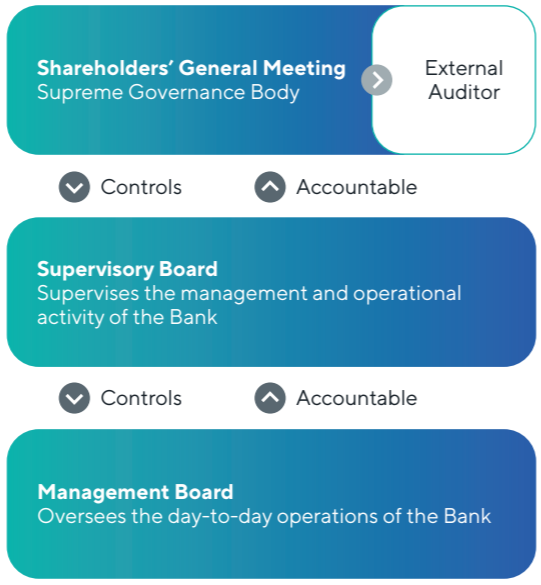 Shareholders’ General Meeting
Supreme Governance Body
External
Auditor
Controls
Accountable
Supervisory Board
Supervises the management and operational
activity of the Bank
Controls
Accountable
Management Board
Oversees the day-to-day operations of the Bank